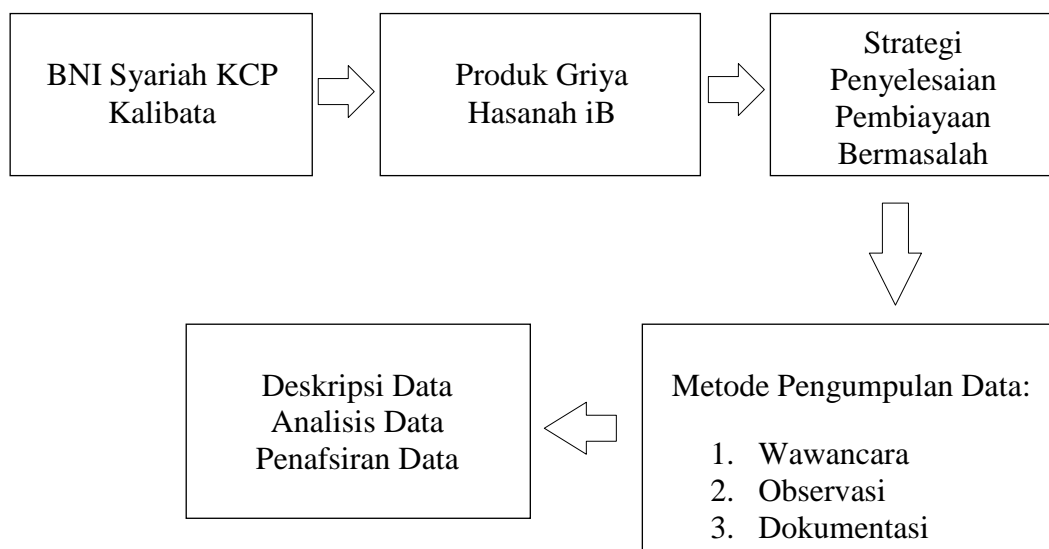 BNI Syariah KCP
Kalibata
Produk Griya
Hasanah iB
Strategi
Penyelesaian
Pembiayaan
Bermasalah
Metode Pengumpulan Data:
1. Wawancara
2. Observasi
3. Dokumentasi
Deskripsi Data
Analisis Data
Penafsiran Data